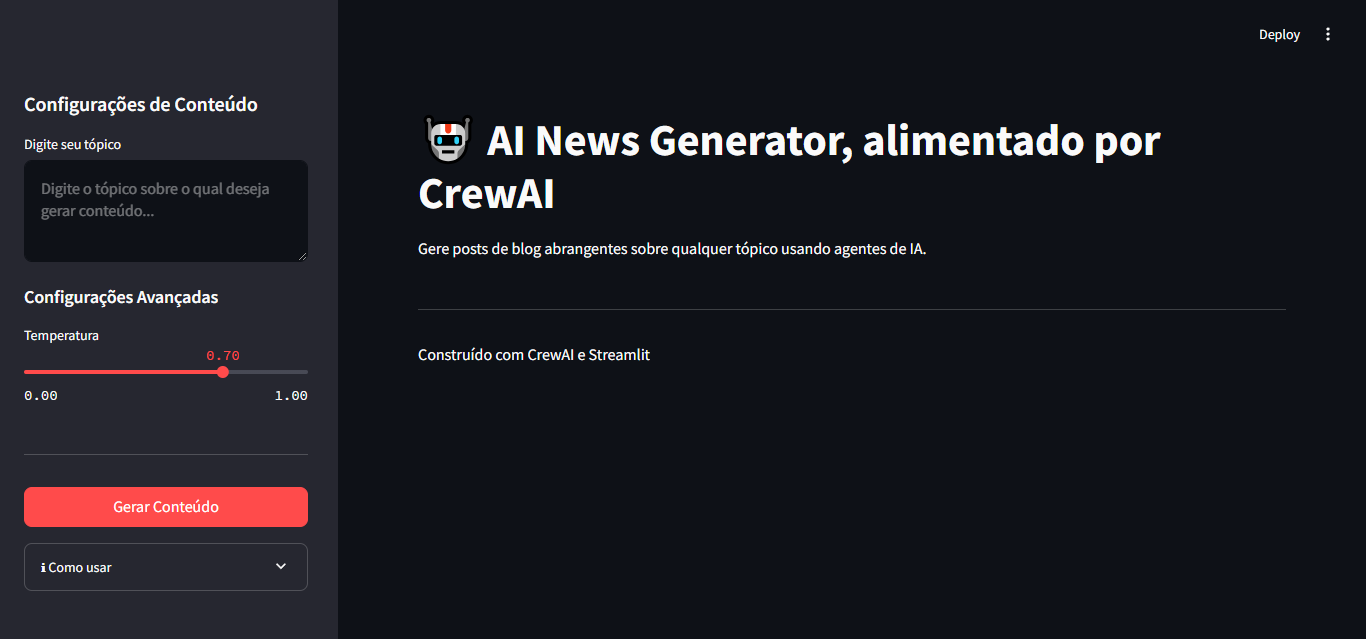 Deploy
Configurações de Conteúdo
Digite seu tópico
Digite o tópico sobre o qual deseja
gerar conteúdo...
Configurações Avançadas
Temperatura
0.70
0.00 1.00
Gerar Conteúdo
ℹ Como usar
AI News Generator, alimentado por
CrewAI
Gere posts de blog abrangentes sobre qualquer tópico usando agentes de IA.
Construído com CrewAI e Streamlit